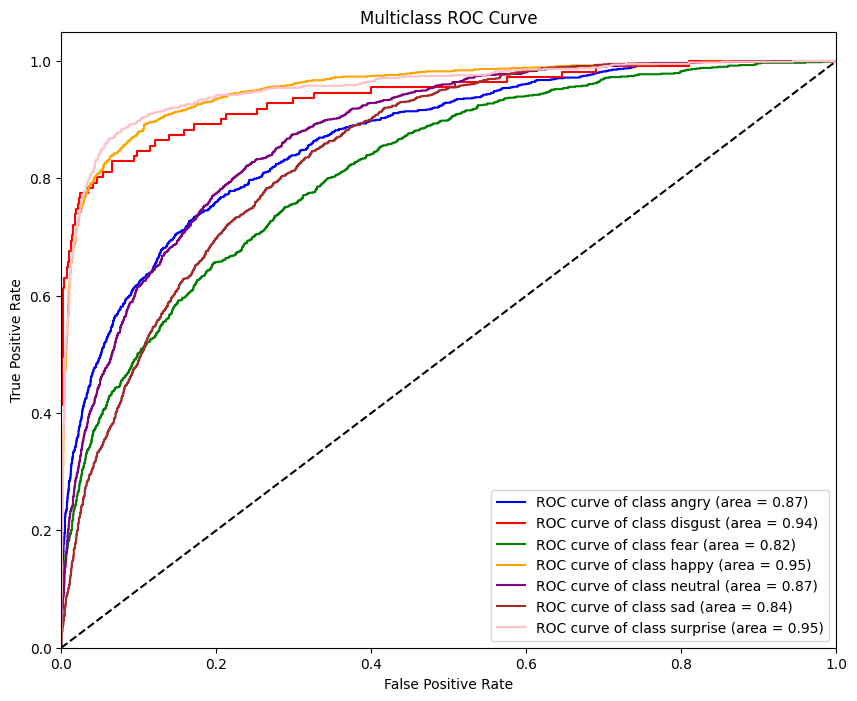 Multiclass ROC Curve
True Positive Rate
1.0
0.8
0.6
0.4
0.2
0.0
ROC curve of class angry (area = 0.87)
ROC curve of class disgust (area = 0.94)
ROC curve of class fear (area = 0.82)
ROC curve of class happy (area = 0.95)
ROC curve of class neutral (area = 0.87)
ROC curve of class sad (area = 0.84)
ROC curve of class surprise (area = 0.95)
0.0 0.2 0.4 0.6 0.8 1.0
False Positive Rate